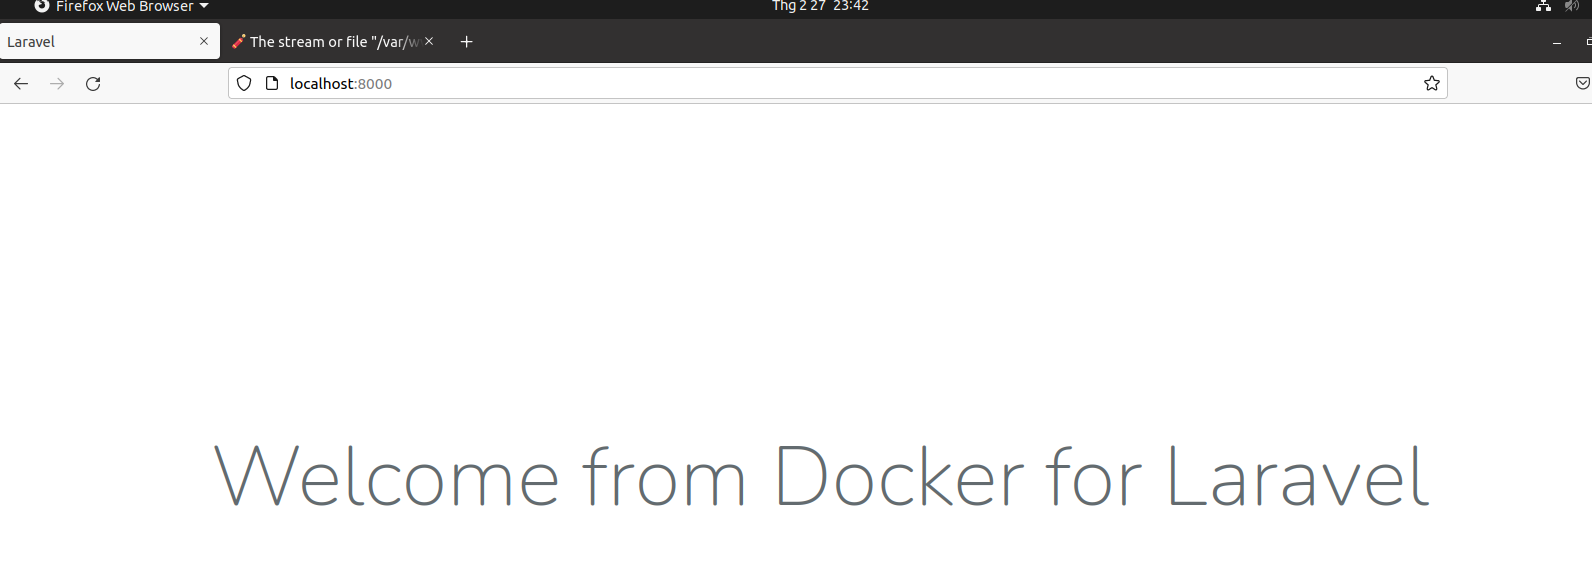 Firefox Web Browser Thg 2 27 23:42
Laravel The stream or file "/var/w
localhost:8000
Welcome from Docker for Laravel